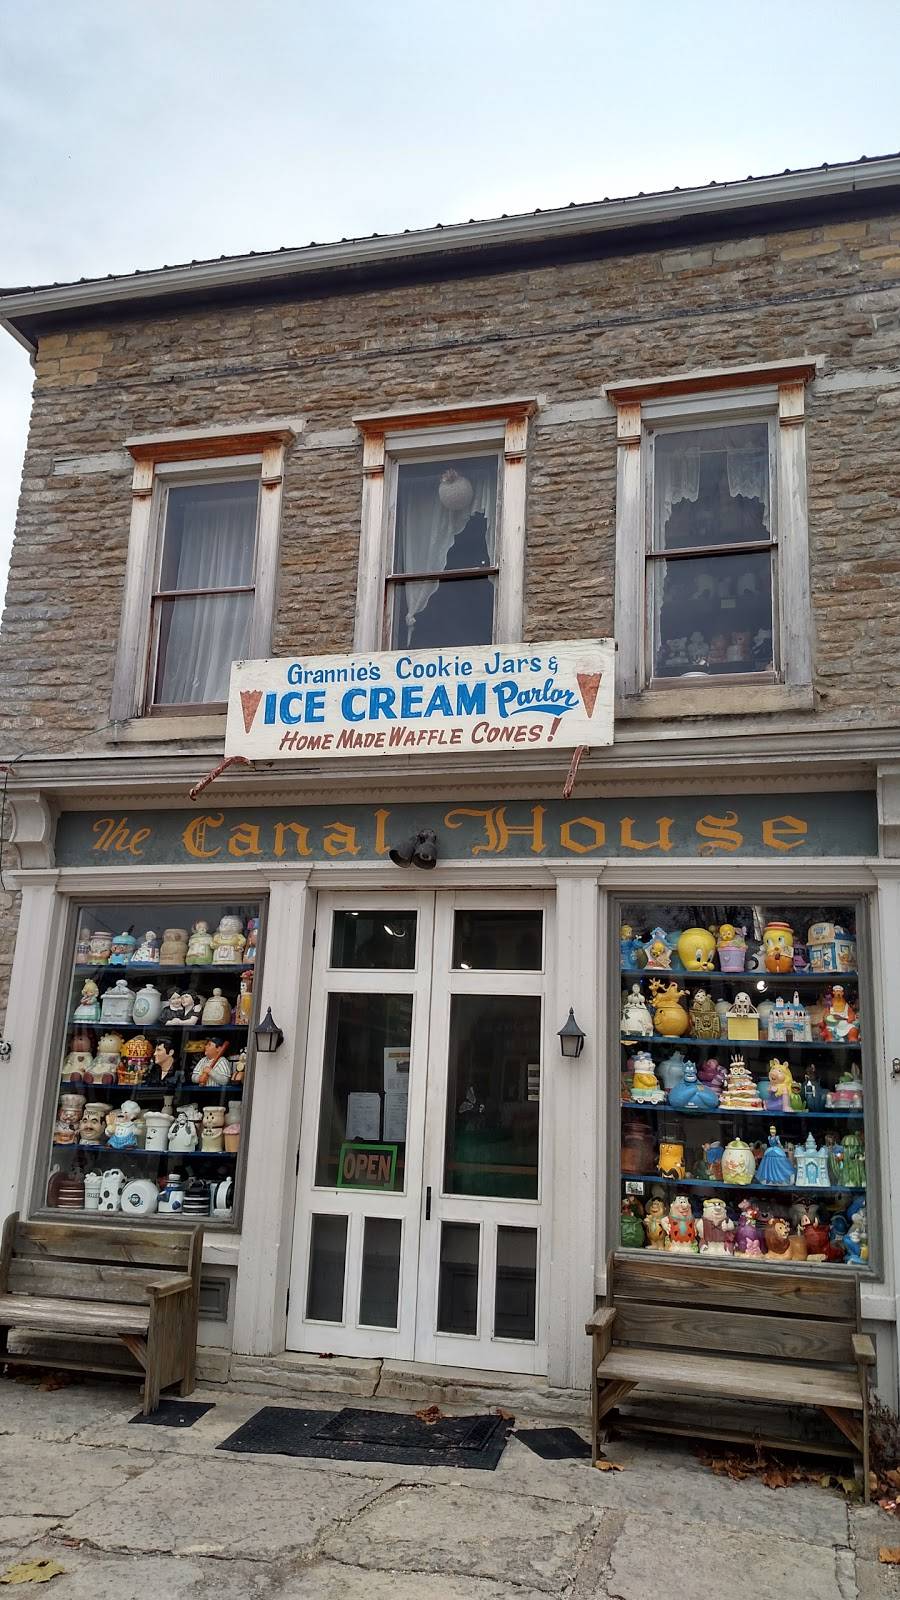 Grannie's Cookie Jars &
ICE CREAM Parlor
HOME MADE WAFFLE CONES!
The Canal House
OPEN